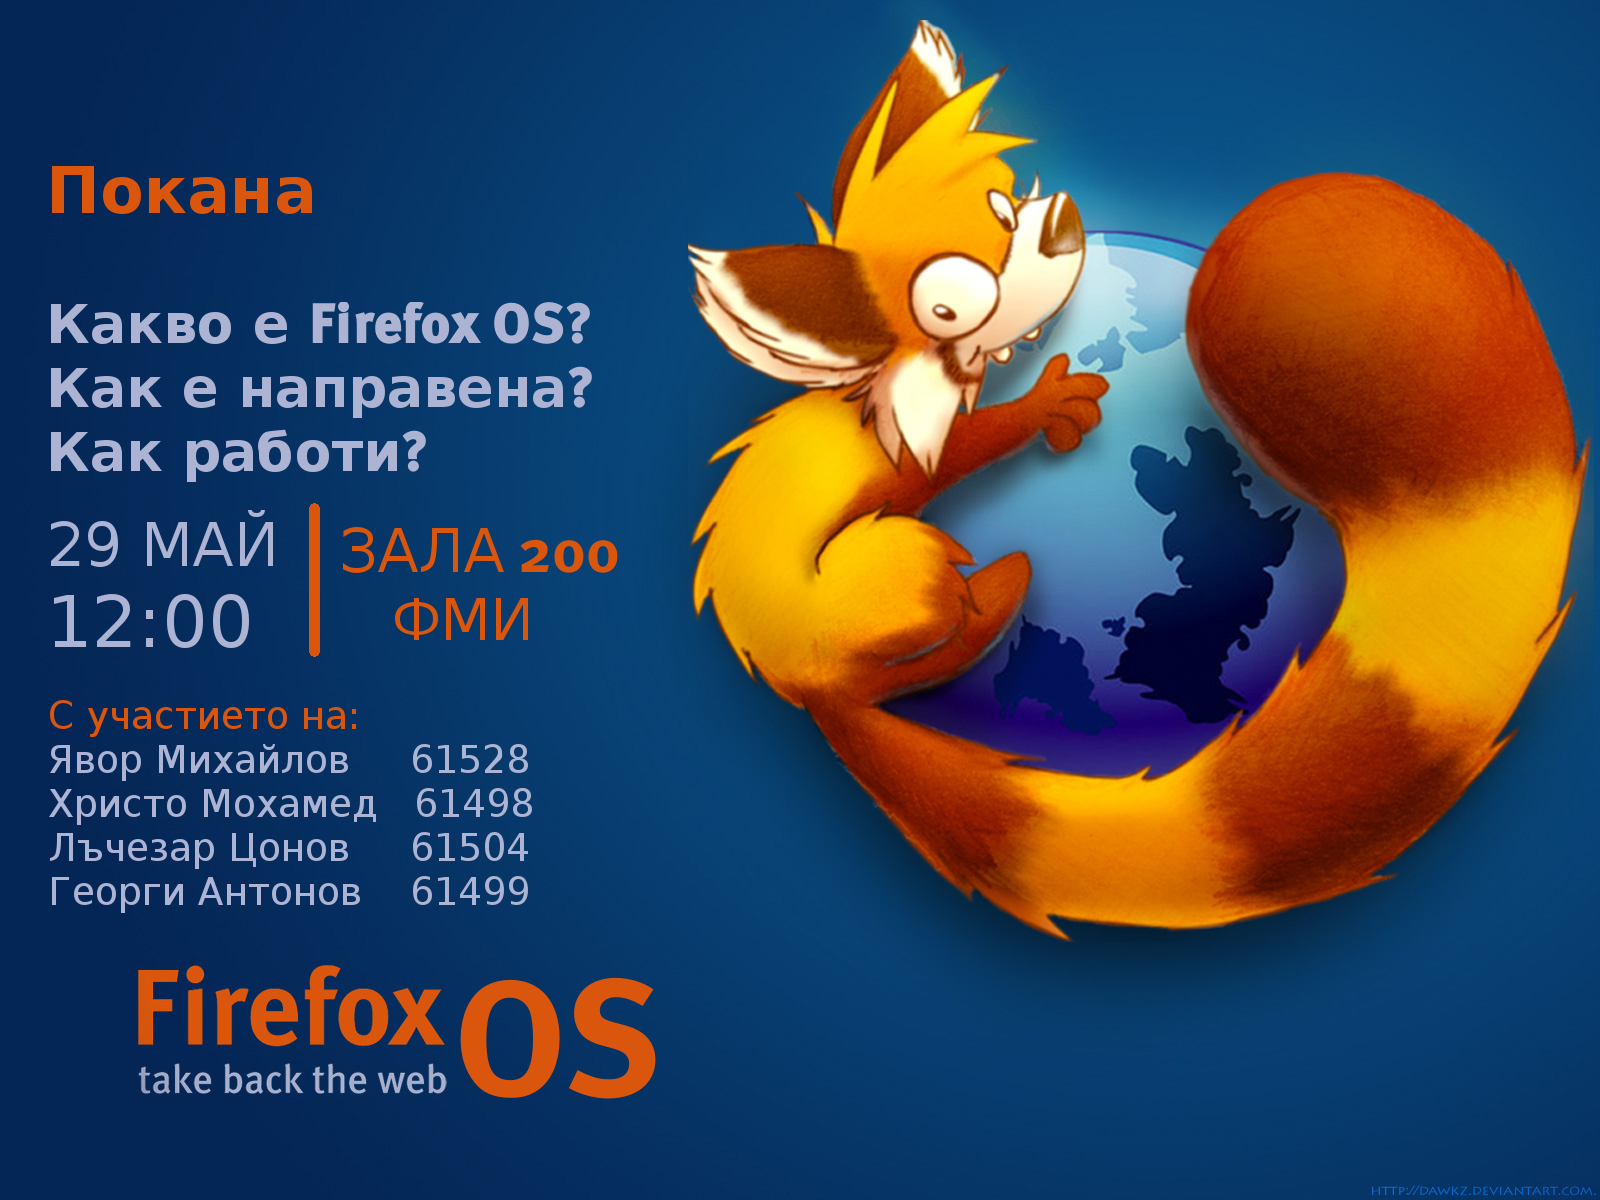 Покана
Какво е Firefox OS?
Как е направена?
Как работи?
29 МАЙ
12:00
ЗАЛА 200
ФМИ
С участието на:
Явор Михайлов 61528
Христо Мохамед 61498
Лъчезар Цонов 61504
Георги Антонов 61499
Firefox OS
take back the web
HTTP://DAWKZ.DEVIANTART.COM.